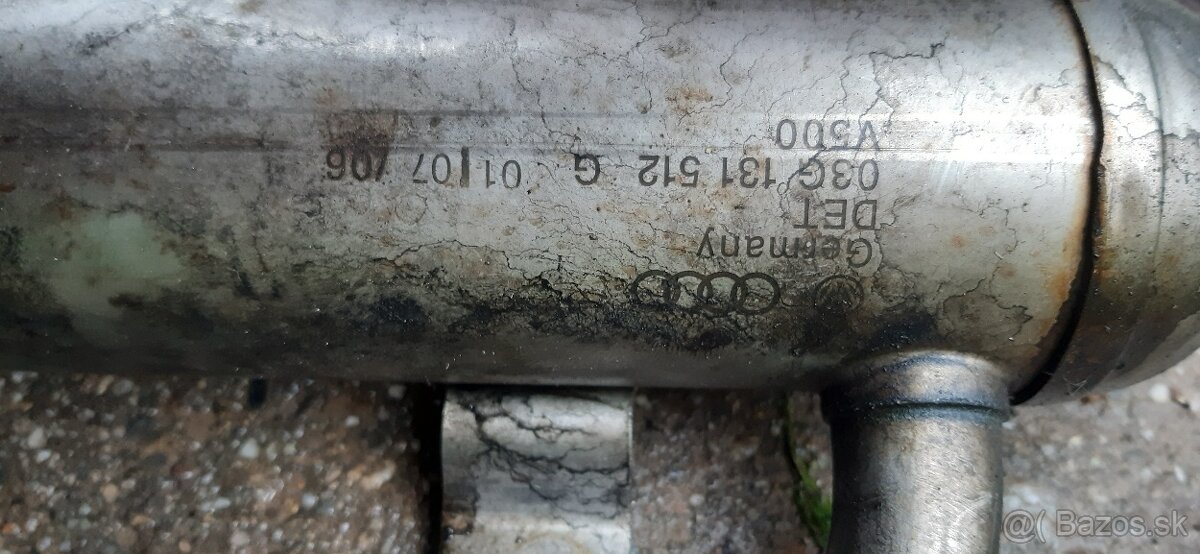 Germany
DET
03G 131 512 G 01/07/06
V500
@( Bazos.sk